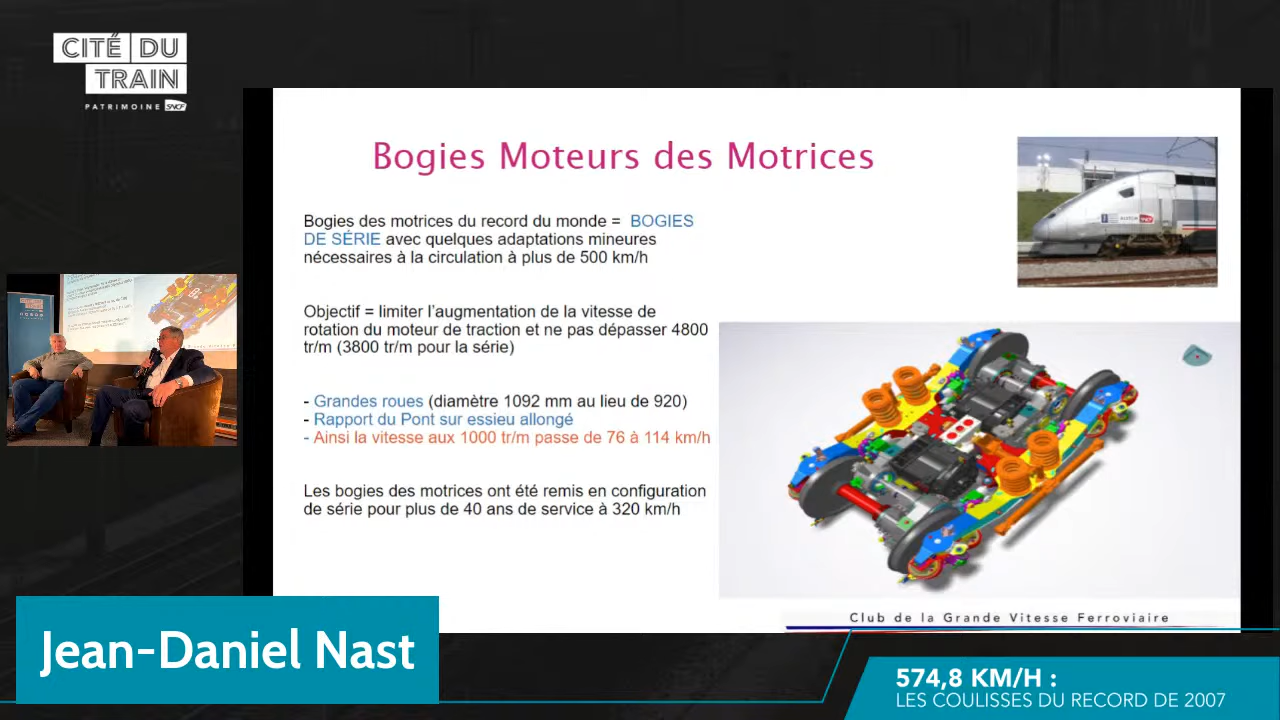 CITÉ DU
TRAIN
PATRIMOINE SNCF
Bogies Moteurs des Motrices
Bogies des motrices du record du monde = BOGIES
DE SÉRIE avec quelques adaptations mineures
nécessaires à la circulation à plus de 500 km/h
Objectif = limiter l'augmentation de la vitesse de
rotation du moteur de traction et ne pas dépasser 4800
tr/m (3800 tr/m pour la série)
- Grandes roues (diamètre 1092 mm au lieu de 920)
- Rapport du Pont sur essieu allongé
- Ainsi la vitesse aux 1000 tr/m passe de 76 à 114 km/h
Les bogies des motrices ont été remis en configuration
de série pour plus de 40 ans de service à 320 km/h
Club de la Grande Vitesse Ferroviaire
Jean-Daniel Nast
574,8 KM/H :
LES COULISSES DU RECORD DE 2007